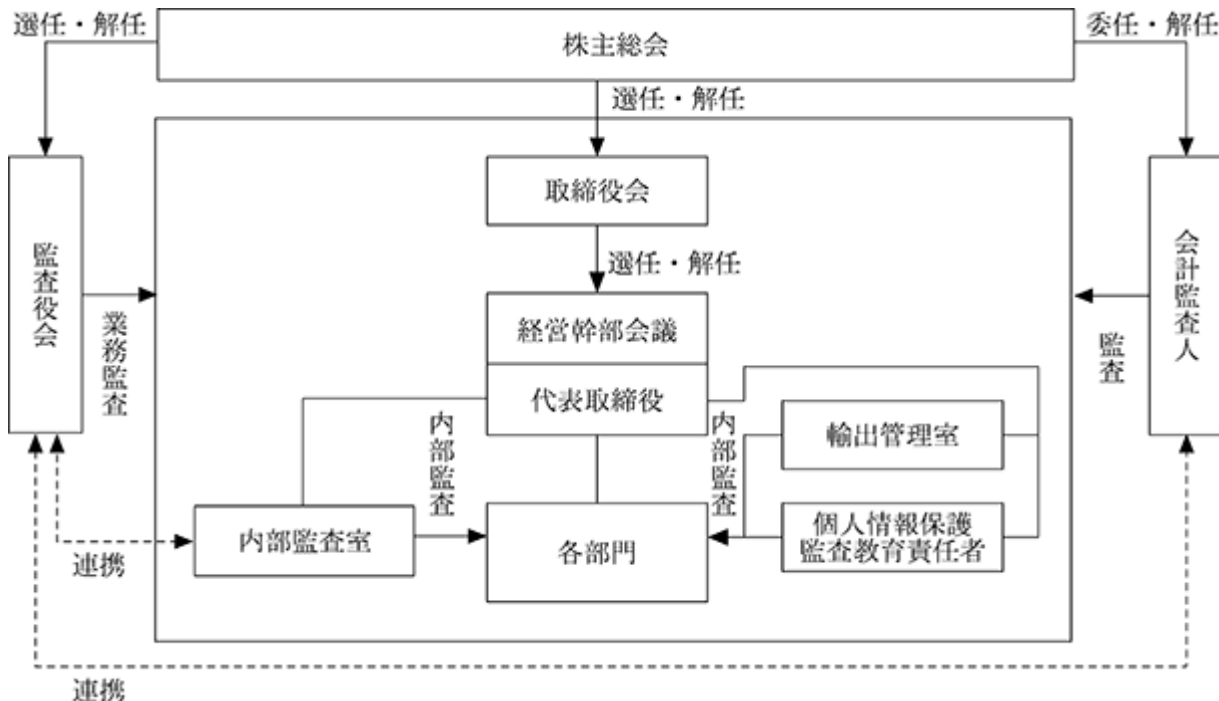 選任・解任
株主総会
委任・解任
選任・解任
取締役会
選任・解任
監査役会
業務監査
会計監査人
監査
経営幹部会議
代表取締役
内部監査
内部監査
輸出管理室
内部監査室
各部門
個人情報保護
監査教育責任者
連携
連携